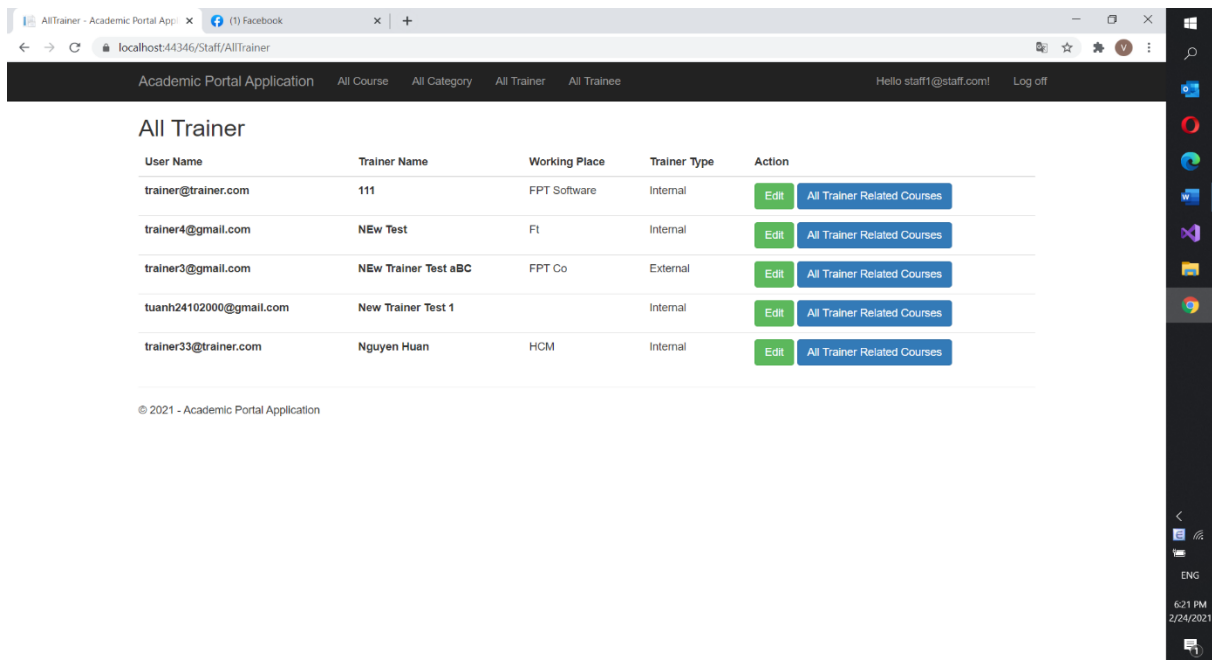 AllTrainer - Academic Portal Appl
(1) Facebook
localhost:44346/Staff/AllTrainer
V
Academic Portal Application All Course All Category All Trainer All Trainee Hello staff1@staff.com! Log off
All Trainer
User Name Trainer Name Working Place Trainer Type Action
trainer@trainer.com 111 FPT Software Internal Edit All Trainer Related Courses
trainer4@gmail.com NEw Test Ft Internal Edit All Trainer Related Courses
trainer3@gmail.com NEw Trainer Test aBC FPT Co External Edit All Trainer Related Courses
tuanh24102000@gmail.com New Trainer Test 1 Internal Edit All Trainer Related Courses
trainer33@trainer.com Nguyen Huan HCM Internal Edit All Trainer Related Courses
© 2021 - Academic Portal Application
ENG
6:21 PM
2/24/2021
1